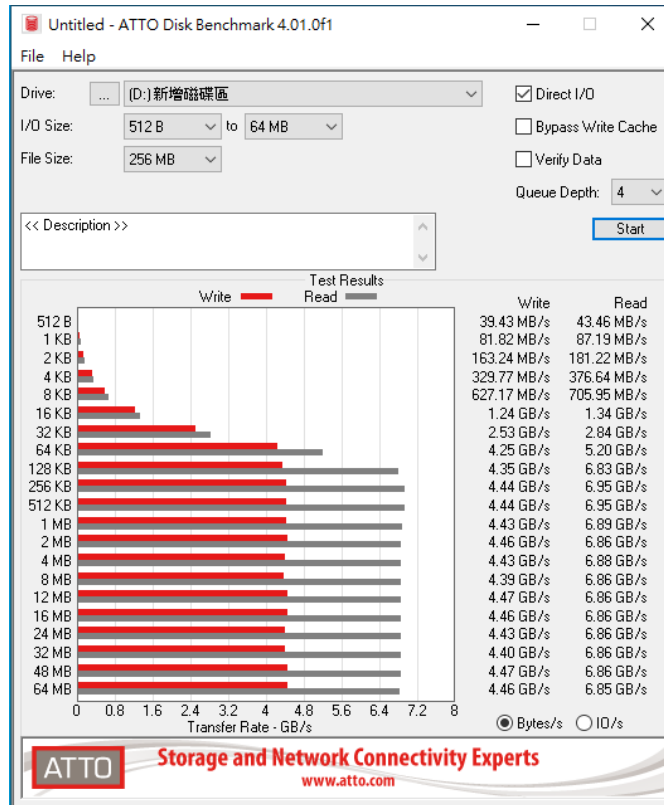 Untitled - ATTO Disk Benchmark 4.01.0f1
File Help
Drive: ... (D:)新增磁碟區 Direct I/O
I/O Size: 512 B to 64 MB Bypass Write Cache
File Size: 256 MB Verify Data
Queue Depth: 4
<< Description >> Start
Test Results
Write Read Write Read
512 B 39.43 MB/s 43.46 MB/s
1 KB 81.82 MB/s 87.19 MB/s
2 KB 163.24 MB/s 181.22 MB/s
4 KB 329.77 MB/s 376.64 MB/s
8 KB 627.17 MB/s 705.95 MB/s
16 KB 1.24 GB/s 1.34 GB/s
32 KB 2.53 GB/s 2.84 GB/s
64 KB 4.25 GB/s 5.20 GB/s
128 KB 4.35 GB/s 6.83 GB/s
256 KB 4.44 GB/s 6.95 GB/s
512 KB 4.44 GB/s 6.95 GB/s
1 MB 4.43 GB/s 6.89 GB/s
2 MB 4.46 GB/s 6.86 GB/s
4 MB 4.43 GB/s 6.88 GB/s
8 MB 4.39 GB/s 6.86 GB/s
12 MB 4.47 GB/s 6.86 GB/s
16 MB 4.46 GB/s 6.86 GB/s
24 MB 4.43 GB/s 6.86 GB/s
32 MB 4.40 GB/s 6.86 GB/s
48 MB 4.47 GB/s 6.86 GB/s
64 MB 4.46 GB/s 6.85 GB/s
0 0.8 1.6 2.4 3.2 4 4.8 5.6 6.4 7.2 8
Transfer Rate - GB/s Bytes/s IO/s
ATTO Storage and Network Connectivity Experts
www.atto.com